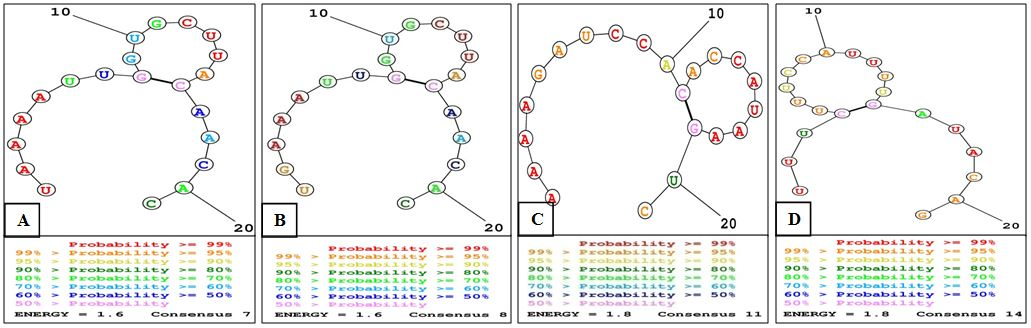 10
U A A A A U U G G U G C U U A C A A C A C
20
A
Probability >= 99%
99% > Probability >= 95%
95% > Probability >= 90%
90% > Probability >= 80%
80% > Probability >= 70%
70% > Probability >= 60%
60% > Probability >= 50%
50% > Probability
ENERGY = 1.6 Consensus 7
10
U G A A A U U G G U G C U U A C A A C A C
20
B
Probability >= 99%
99% > Probability >= 95%
95% > Probability >= 90%
90% > Probability >= 80%
80% > Probability >= 70%
70% > Probability >= 60%
60% > Probability >= 50%
50% > Probability
ENERGY = 1.6 Consensus 8
10
A A A A G A U C C A C A C C A U A A G U C
20
C
Probability >= 99%
99% > Probability >= 95%
95% > Probability >= 90%
90% > Probability >= 80%
80% > Probability >= 70%
70% > Probability >= 60%
60% > Probability >= 50%
50% > Probability
ENERGY = 1.8 Consensus 11
10
U U U C U U U C C A U U U U G A U A C A G
20
D
Probability >= 99%
99% > Probability >= 95%
95% > Probability >= 90%
90% > Probability >= 80%
80% > Probability >= 70%
70% > Probability >= 60%
60% > Probability >= 50%
50% > Probability
ENERGY = 1.8 Consensus 14